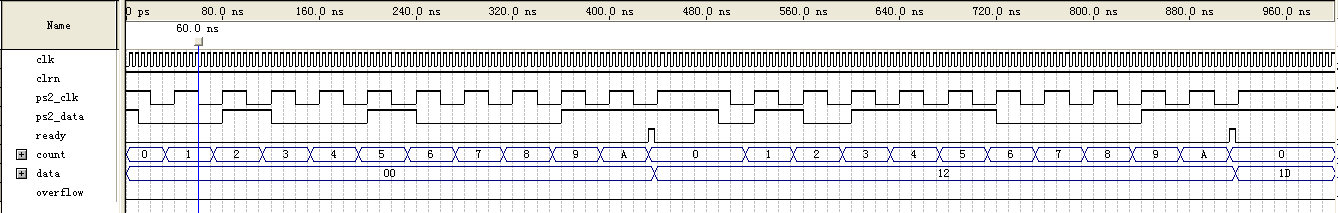 Name
0 ps 80.0 ns 160.0 ns 240.0 ns 320.0 ns 400.0 ns 480.0 ns 560.0 ns 640.0 ns 720.0 ns 800.0 ns 880.0 ns 960.0 ns
60.0 ns
clk
clrn
ps2_clk
ps2_data
ready
count 0 1 2 3 4 5 6 7 8 9 A 0 1 2 3 4 5 6 7 8 9 A 0
data 00 12 1D
overflow